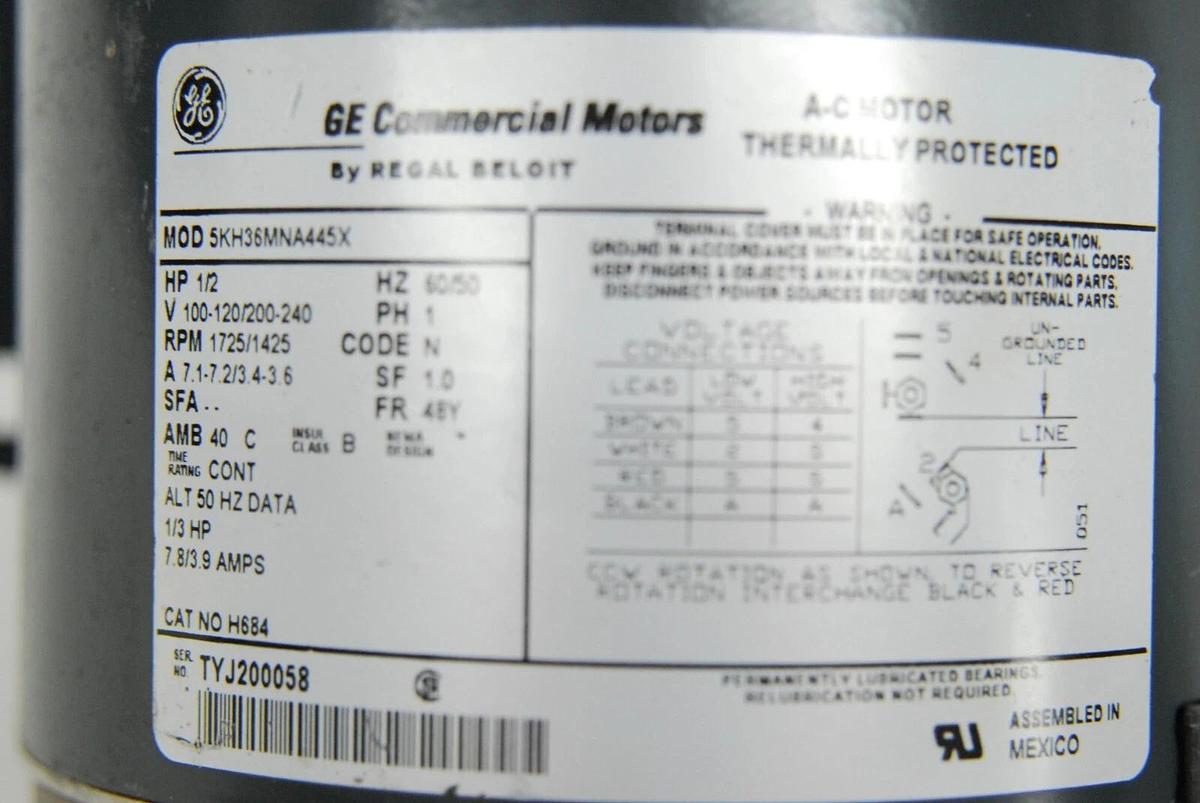 GE
GE Commercial Motors
By REGAL BELOIT
A-C MOTOR
THERMALLY PROTECTED
MOD 5KH36MNA445X
HP 1/2 HZ 60/50
V 100-120/200-240 PH 1
RPM 1725/1425 CODE N
A 7.1-7.2/3.4-3.6 SF 1.0
SFA -- FR 48Y
AMB 40 C INSUL CLASS B NEMA DESIGN -
TIME RATING CONT
ALT 50 HZ DATA
1/3 HP
7.8/3.9 AMPS
CAT NO H684
- WARNING -
TERMINAL COVER MUST BE IN PLACE FOR SAFE OPERATION.
GROUND IN ACCORDANCE WITH LOCAL & NATIONAL ELECTRICAL CODES.
KEEP FINGERS & OBJECTS AWAY FROM OPENINGS & ROTATING PARTS.
DISCONNECT POWER SOURCES BEFORE TOUCHING INTERNAL PARTS.
VOLTAGE
CONNECTIONS
LEAD LOW VOLT HIGH VOLT
BROWN 4
WHITE 2 5
RED 5 5
BLACK A A
5
4
UN-
GROUNDED
LINE
LINE
2
A
051
CCW ROTATION AS SHOWN, TO REVERSE
ROTATION INTERCHANGE BLACK & RED
SER. NO. TYJ200058
PERMANENTLY LUBRICATED BEARINGS.
RELUBRICATION NOT REQUIRED.
ASSEMBLED IN
MEXICO